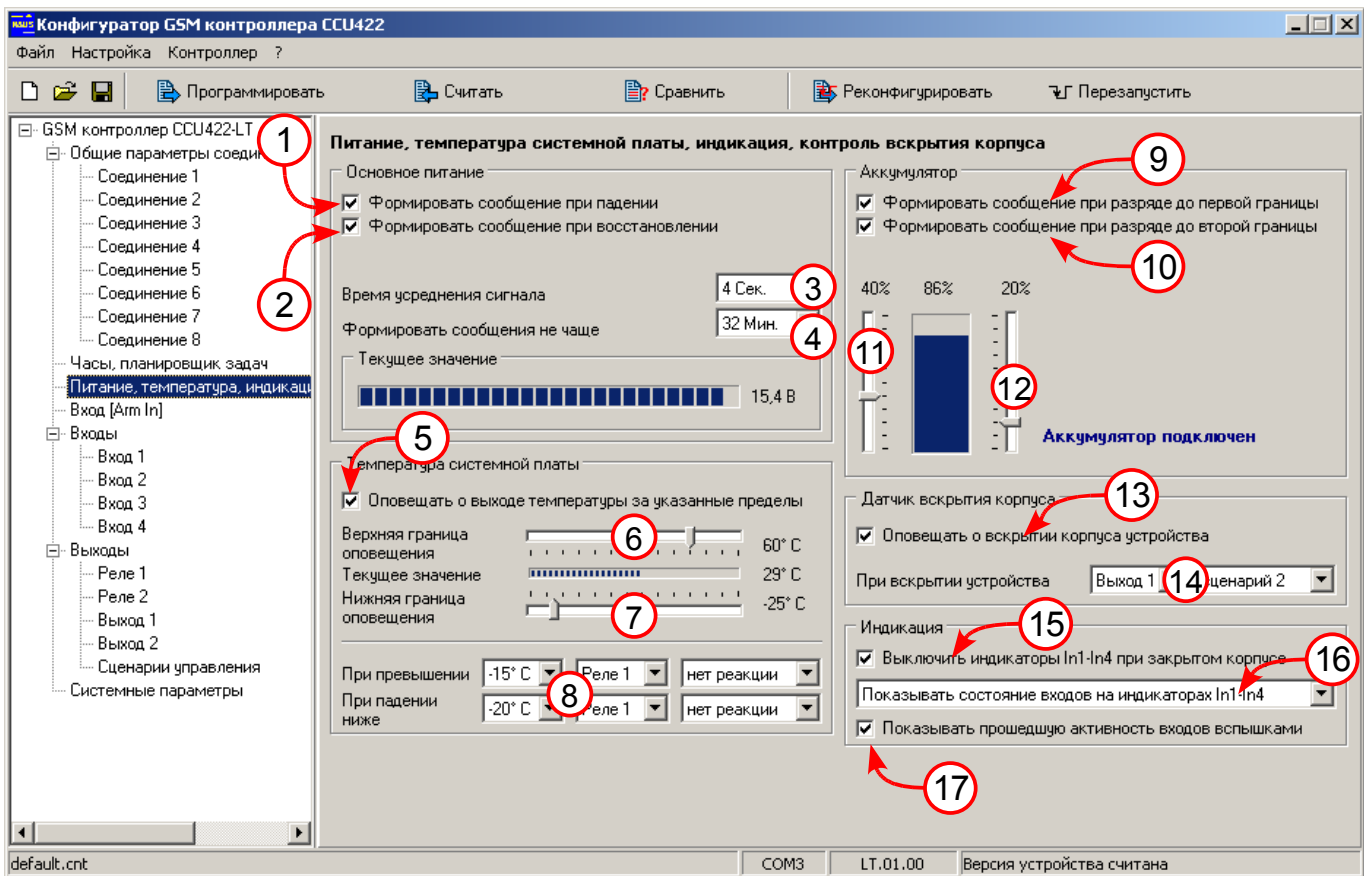 Конфигуратор GSM контроллера CCU422
Файл Настройка Контроллер ?
Программировать Считать Сравнить Реконфигурировать Перезапустить
GSM контроллер CCU422-LT
Общие параметры соедин
Соединение 1
Соединение 2
Соединение 3
Соединение 4
Соединение 5
Соединение 6
Соединение 7
Соединение 8
Часы, планировщик задач
Питание, температура, индикаци
Вход [Arm In]
Входы
Вход 1
Вход 2
Вход 3
Вход 4
Выходы
Реле 1
Реле 2
Выход 1
Выход 2
Сценарии управления
Системные параметры
1
2
Питание, температура системной платы, индикация, контроль вскрытия корпуса
Основное питание
Формировать сообщение при падении
Формировать сообщение при восстановлении
Время усреднения сигнала 4 Сек. 3
Формировать сообщения не чаще 32 Мин. 4
Текущее значение
15,4 В
5
Температура системной платы
Оповещать о выходе температуры за указанные пределы
Верхняя граница оповещения 6 60° C
Текущее значение 29° C
Нижняя граница оповещения 7 -25° C
При превышении -15° C Реле 1 нет реакции
8
При падении ниже -20° C Реле 1 нет реакции
Аккумулятор
9
Формировать сообщение при разряде до первой границы
Формировать сообщение при разряде до второй границы
10
40% 86% 20%
11
12
Аккумулятор подключен
Датчик вскрытия корпуса
13
Оповещать о вскрытии корпуса устройства
При вскрытии устройства Выход 1 14 сценарий 2
Индикация
15
Выключить индикаторы In1-In4 при закрытом корпусе
16
Показывать состояние входов на индикаторах In1-In4
Показывать прошедшую активность входов вспышками
17
default.cnt COM3 LT.01.00 Версия устройства считана